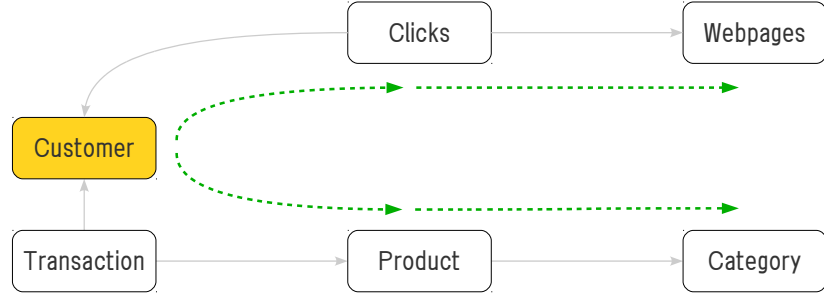 Clicks
Webpages
Customer
Transaction
Product
Category